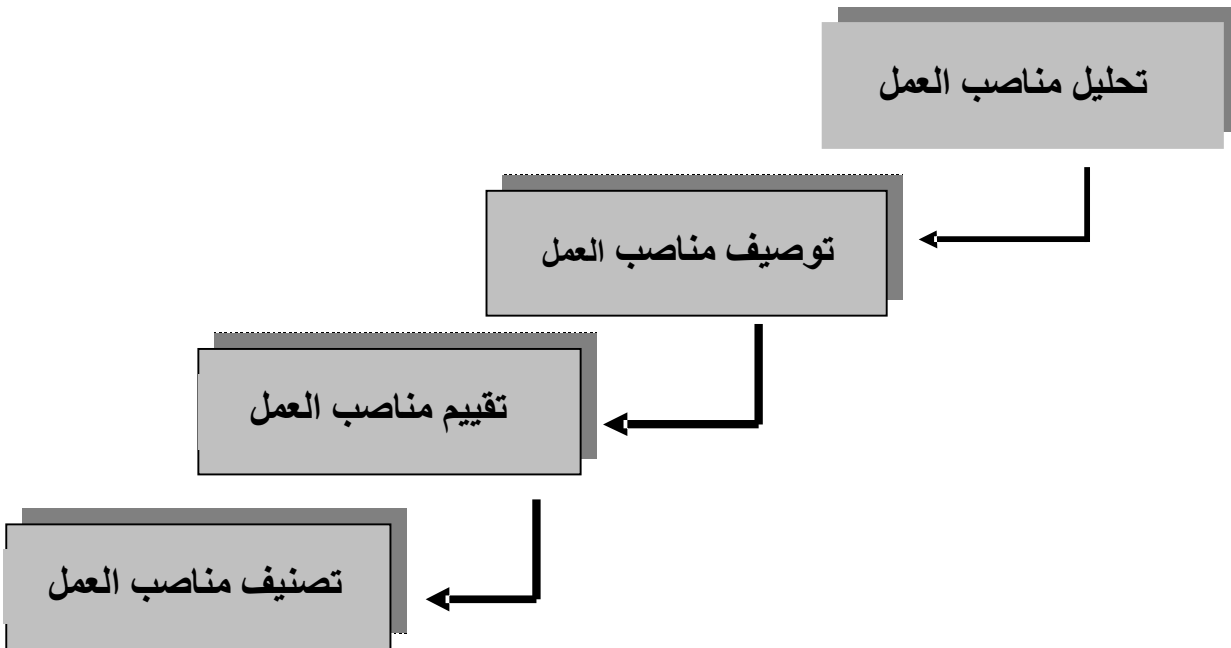 تحليل مناصب العمل
توصيف مناصب العمل
تقييم مناصب العمل
تصنيف مناصب العمل